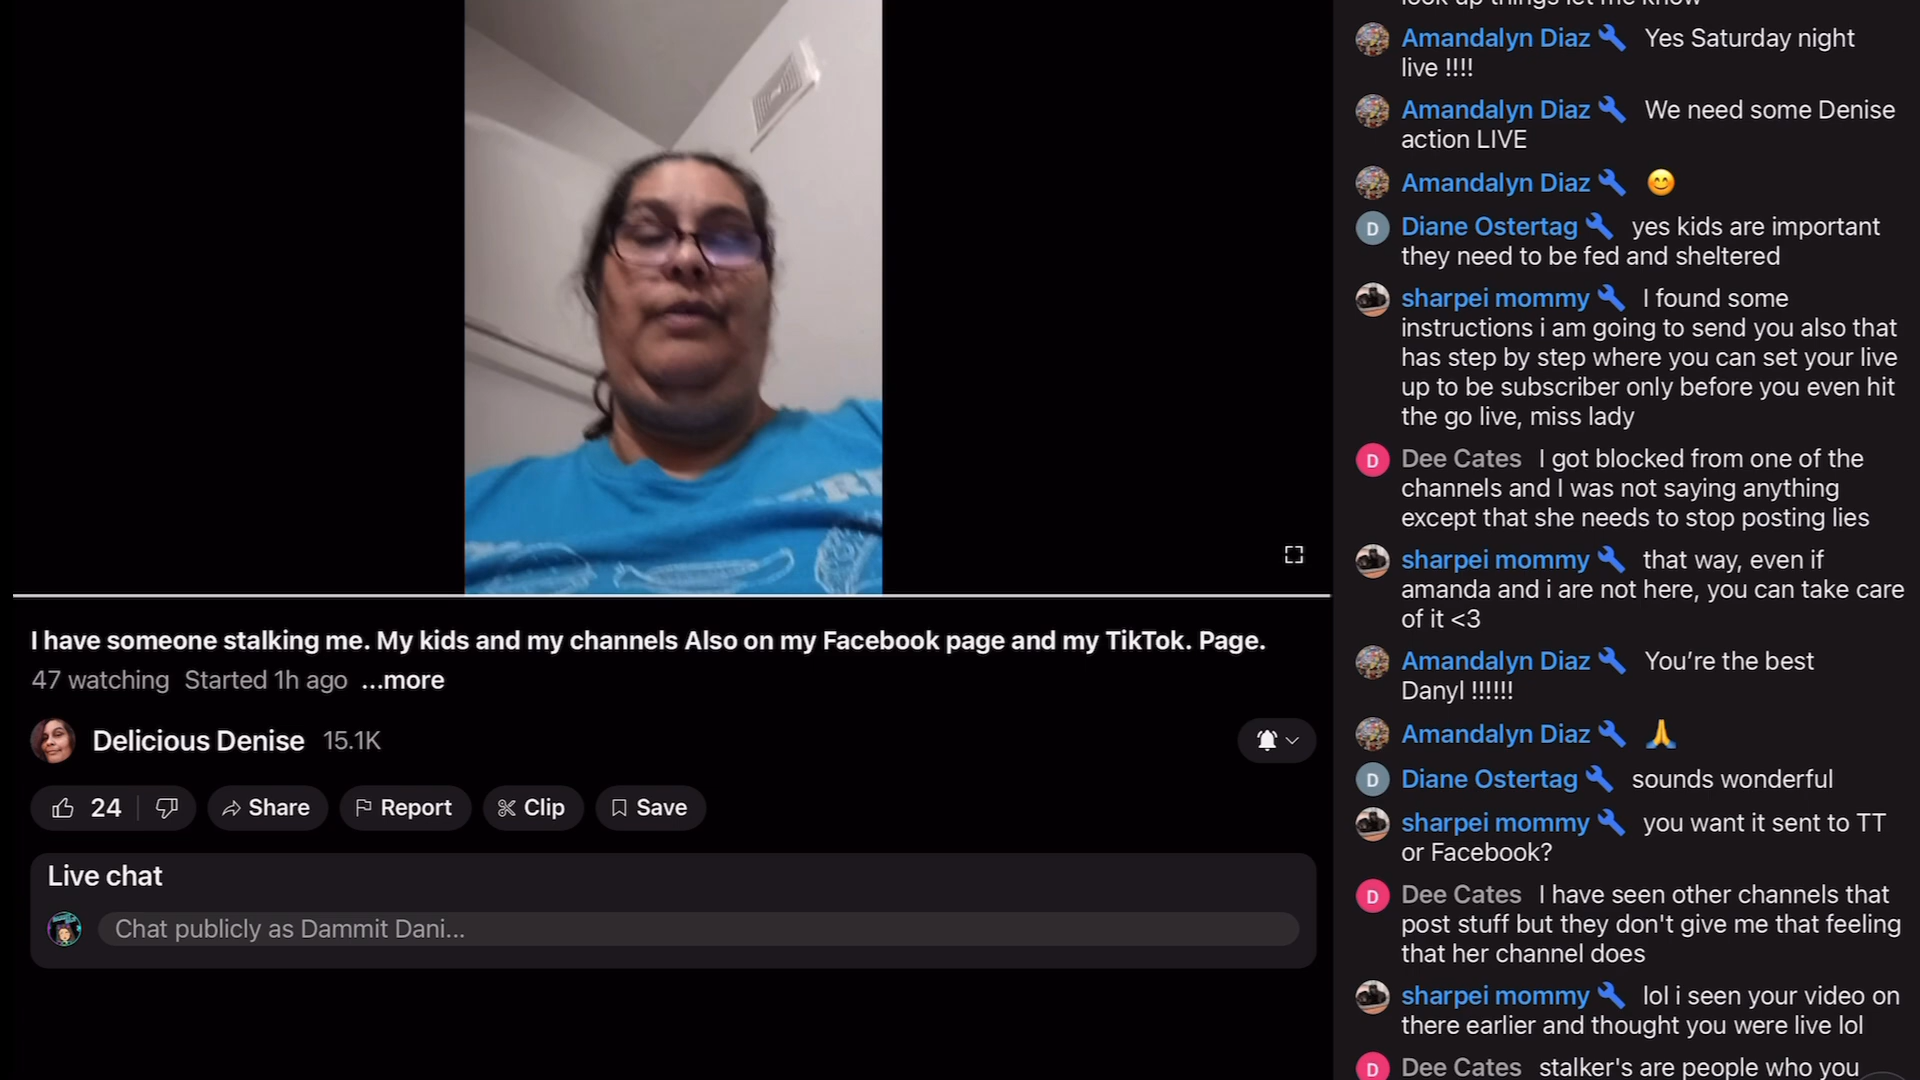 I have someone stalking me. My kids and my channels Also on my Facebook page and my TikTok. Page.
47 watching Started 1h ago ...more
Delicious Denise 15.1K
24 Share Report Clip Save
Live chat
Chat publicly as Dammit Dani...
look up things let me know
Amandalyn Diaz Yes Saturday night
live !!!!
Amandalyn Diaz We need some Denise
action LIVE
Amandalyn Diaz 😊
D Diane Ostertag yes kids are important
they need to be fed and sheltered
sharpei mommy I found some
instructions i am going to send you also that
has step by step where you can set your live
up to be subscriber only before you even hit
the go live, miss lady
D Dee Cates I got blocked from one of the
channels and I was not saying anything
except that she needs to stop posting lies
sharpei mommy that way, even if
amanda and i are not here, you can take care
of it <3
Amandalyn Diaz You’re the best
Danyl !!!!!!
Amandalyn Diaz 🙏
D Diane Ostertag sounds wonderful
sharpei mommy you want it sent to TT
or Facebook?
D Dee Cates I have seen other channels that
post stuff but they don't give me that feeling
that her channel does
sharpei mommy lol i seen your video on
there earlier and thought you were live lol
D Dee Cates stalker's are people who you